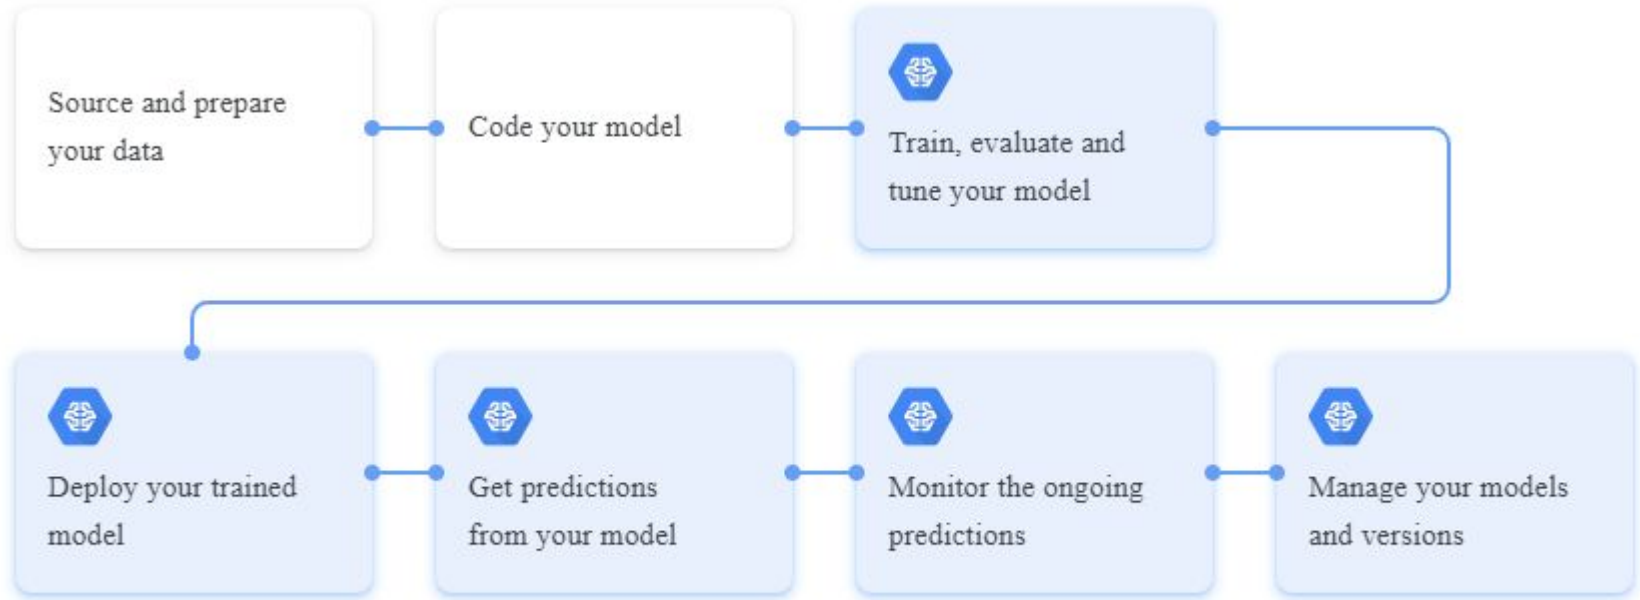 Source and prepare
your data
Code your model
Train, evaluate and
tune your model
Deploy your trained
model
Get predictions
from your model
Monitor the ongoing
predictions
Manage your models
and versions